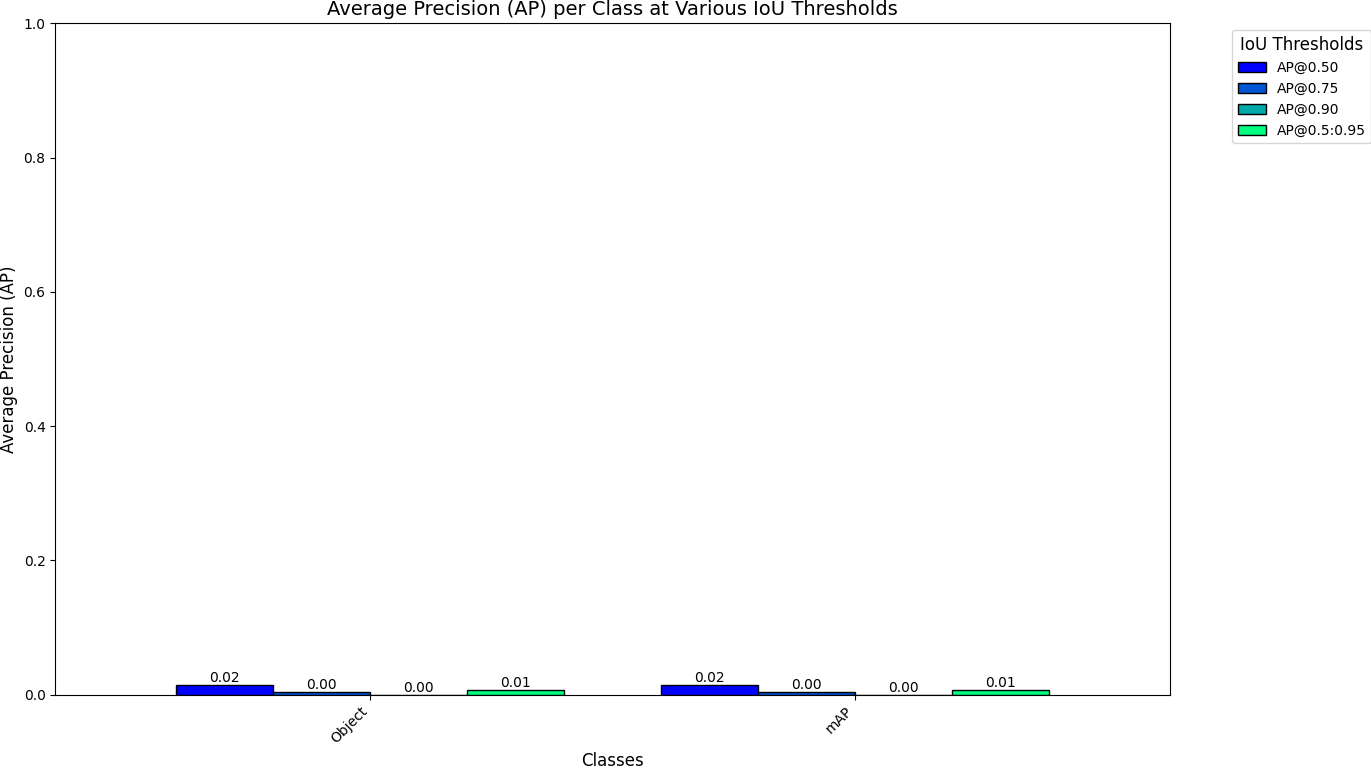 Average Precision (AP) per Class at Various IoU Thresholds
IoU Thresholds
AP@0.50
AP@0.75
AP@0.90
AP@0.5:0.95
Average Precision (AP)
1.0
0.8
0.6
0.4
0.2
0.0
0.02 0.00 0.00 0.01 0.02 0.00 0.00 0.01
Object mAP
Classes